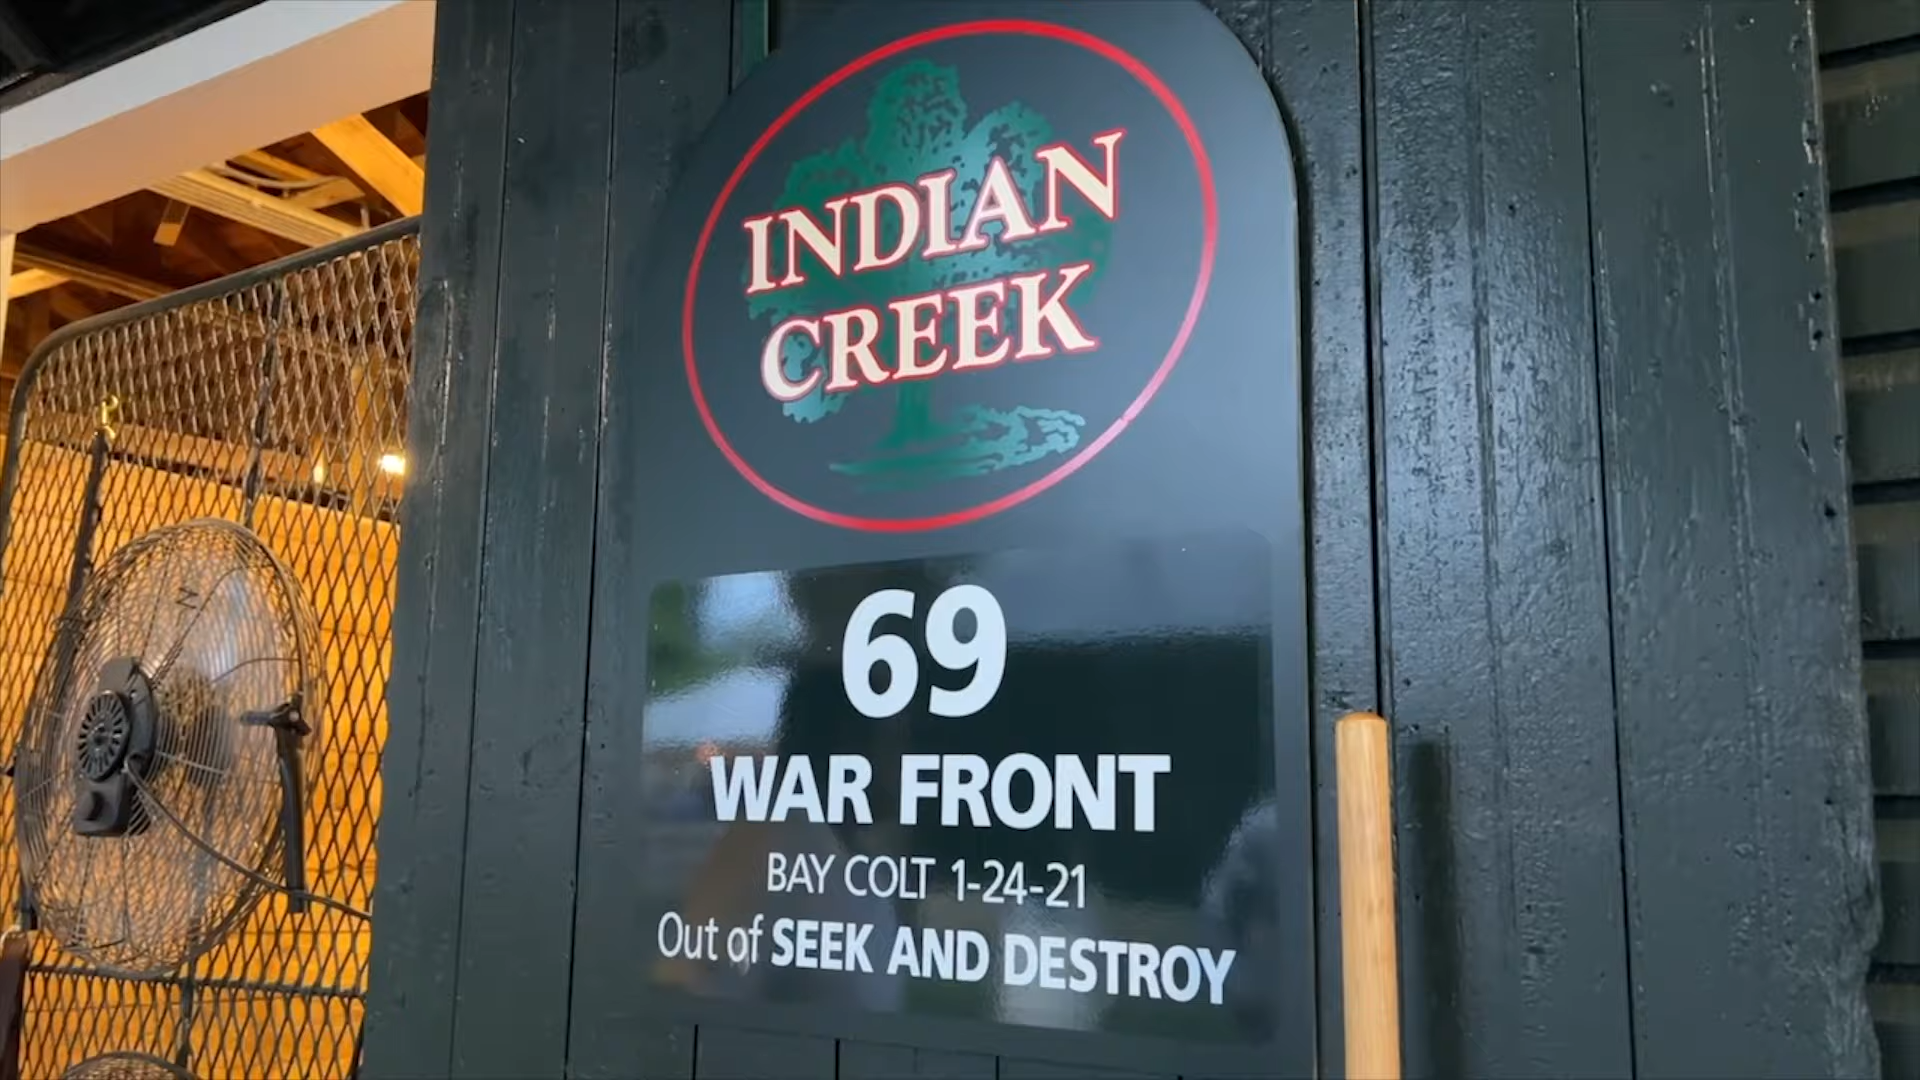 INDIAN
CREEK
69
WAR FRONT
BAY COLT 1-24-21
Out of SEEK AND DESTROY